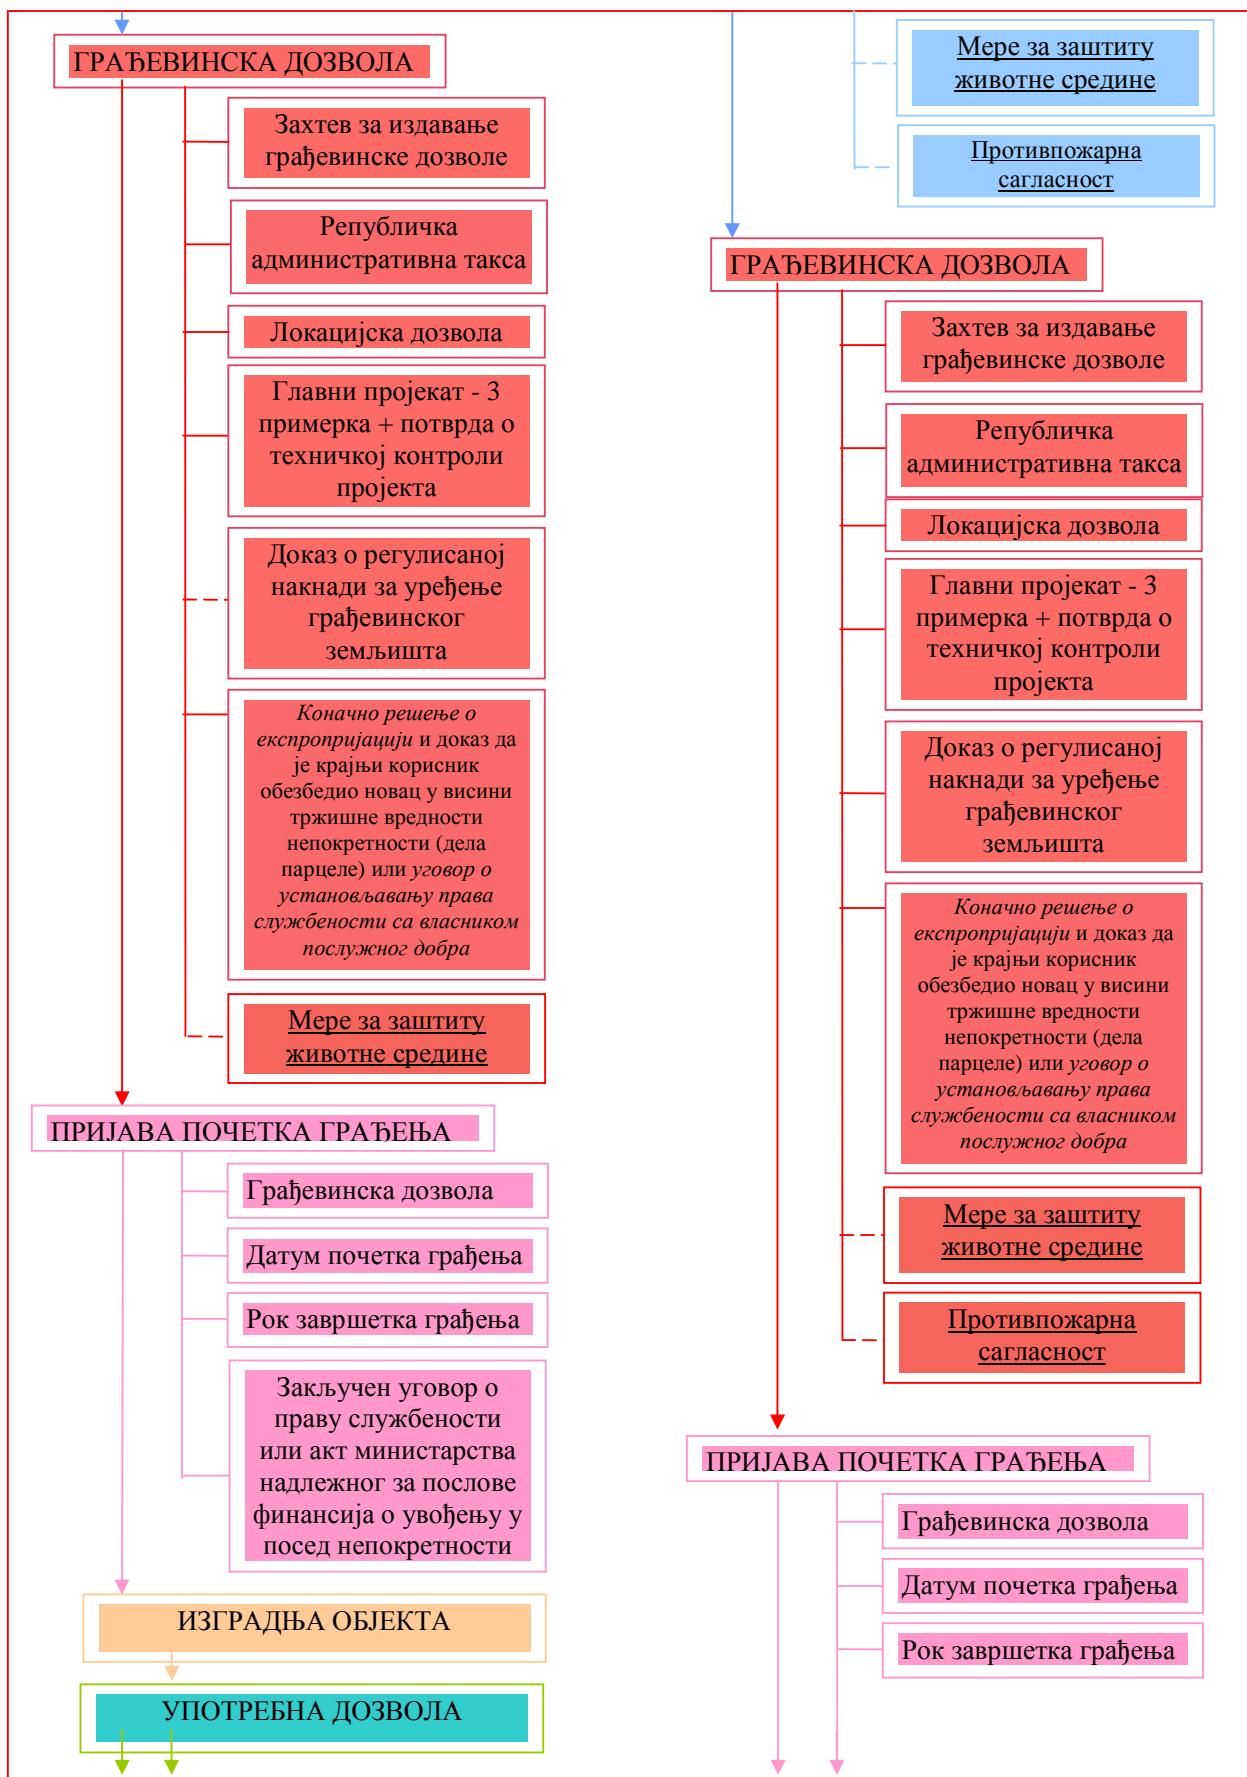 ГРАЂЕВИНСКА ДОЗВОЛА
Захтев за издавање
грађевинске дозволе
Републичка
административна такса
Локацијска дозвола
Главни пројекат - 3
примерка + потврда о
техничкој контроли
пројекта
Доказ о регулисаној
накнади за уређење
грађевинског
земљишта
Коначно решење о
експропријацији и доказ да
је крајњи корисник
обезбедио новац у висини
тржишне вредности
непокретности (дела
парцеле) или уговор о
установљавању права
службености са власником
послужног добра
Мере за заштиту
животне средине
ПРИЈАВА ПОЧЕТКА ГРАЂЕЊА
Грађевинска дозвола
Датум почетка грађења
Рок завршетка грађења
Закључен уговор о
праву службености
или акт министарства
надлежног за послове
финансија о увођењу у
посед непокретности
ИЗГРАДЊА ОБЈЕКТА
УПОТРЕБНА ДОЗВОЛА
Мере за заштиту
животне средине
Противпожарна
сагласност
ГРАЂЕВИНСКА ДОЗВОЛА
Захтев за издавање
грађевинске дозволе
Републичка
административна такса
Локацијска дозвола
Главни пројекат - 3
примерка + потврда о
техничкој контроли
пројекта
Доказ о регулисаној
накнади за уређење
грађевинског
земљишта
Коначно решење о
експропријацији и доказ да
је крајњи корисник
обезбедио новац у висини
тржишне вредности
непокретности (дела
парцеле) или уговор о
установљавању права
службености са власником
послужног добра
Мере за заштиту
животне средине
Противпожарна
сагласност
ПРИЈАВА ПОЧЕТКА ГРАЂЕЊА
Грађевинска дозвола
Датум почетка грађења
Рок завршетка грађења